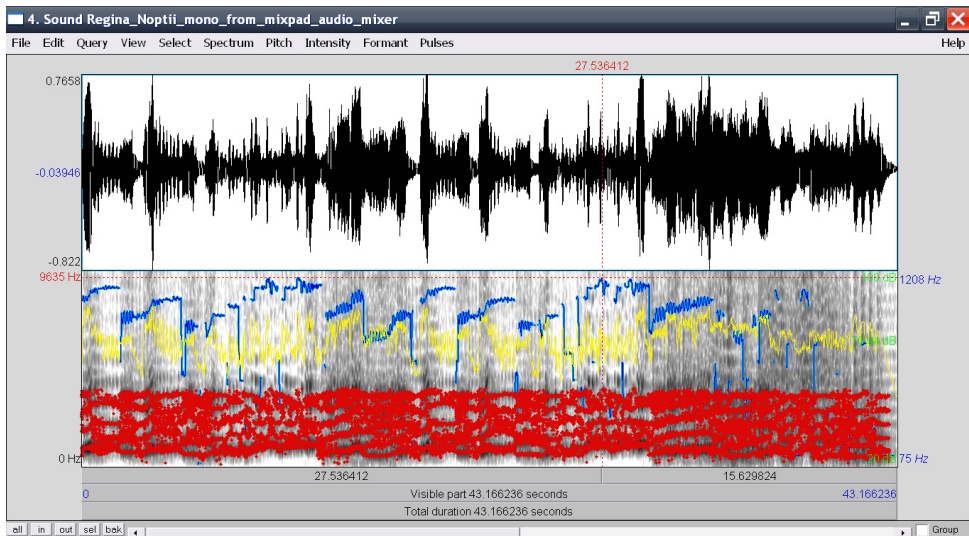 4. Sound Regina_Noptii_mono_from_mixpad_audio_mixer
File Edit Query View Select Spectrum Pitch Intensity Formant Pulses Help
27.536412
0.7658
-0.03946
-0.822
9635 Hz
1208 Hz
0 Hz
75 Hz
27.536412 15.629824
0 Visible part 43.166236 seconds 43.166236
Total duration 43.166236 seconds
all in out sel bak Group